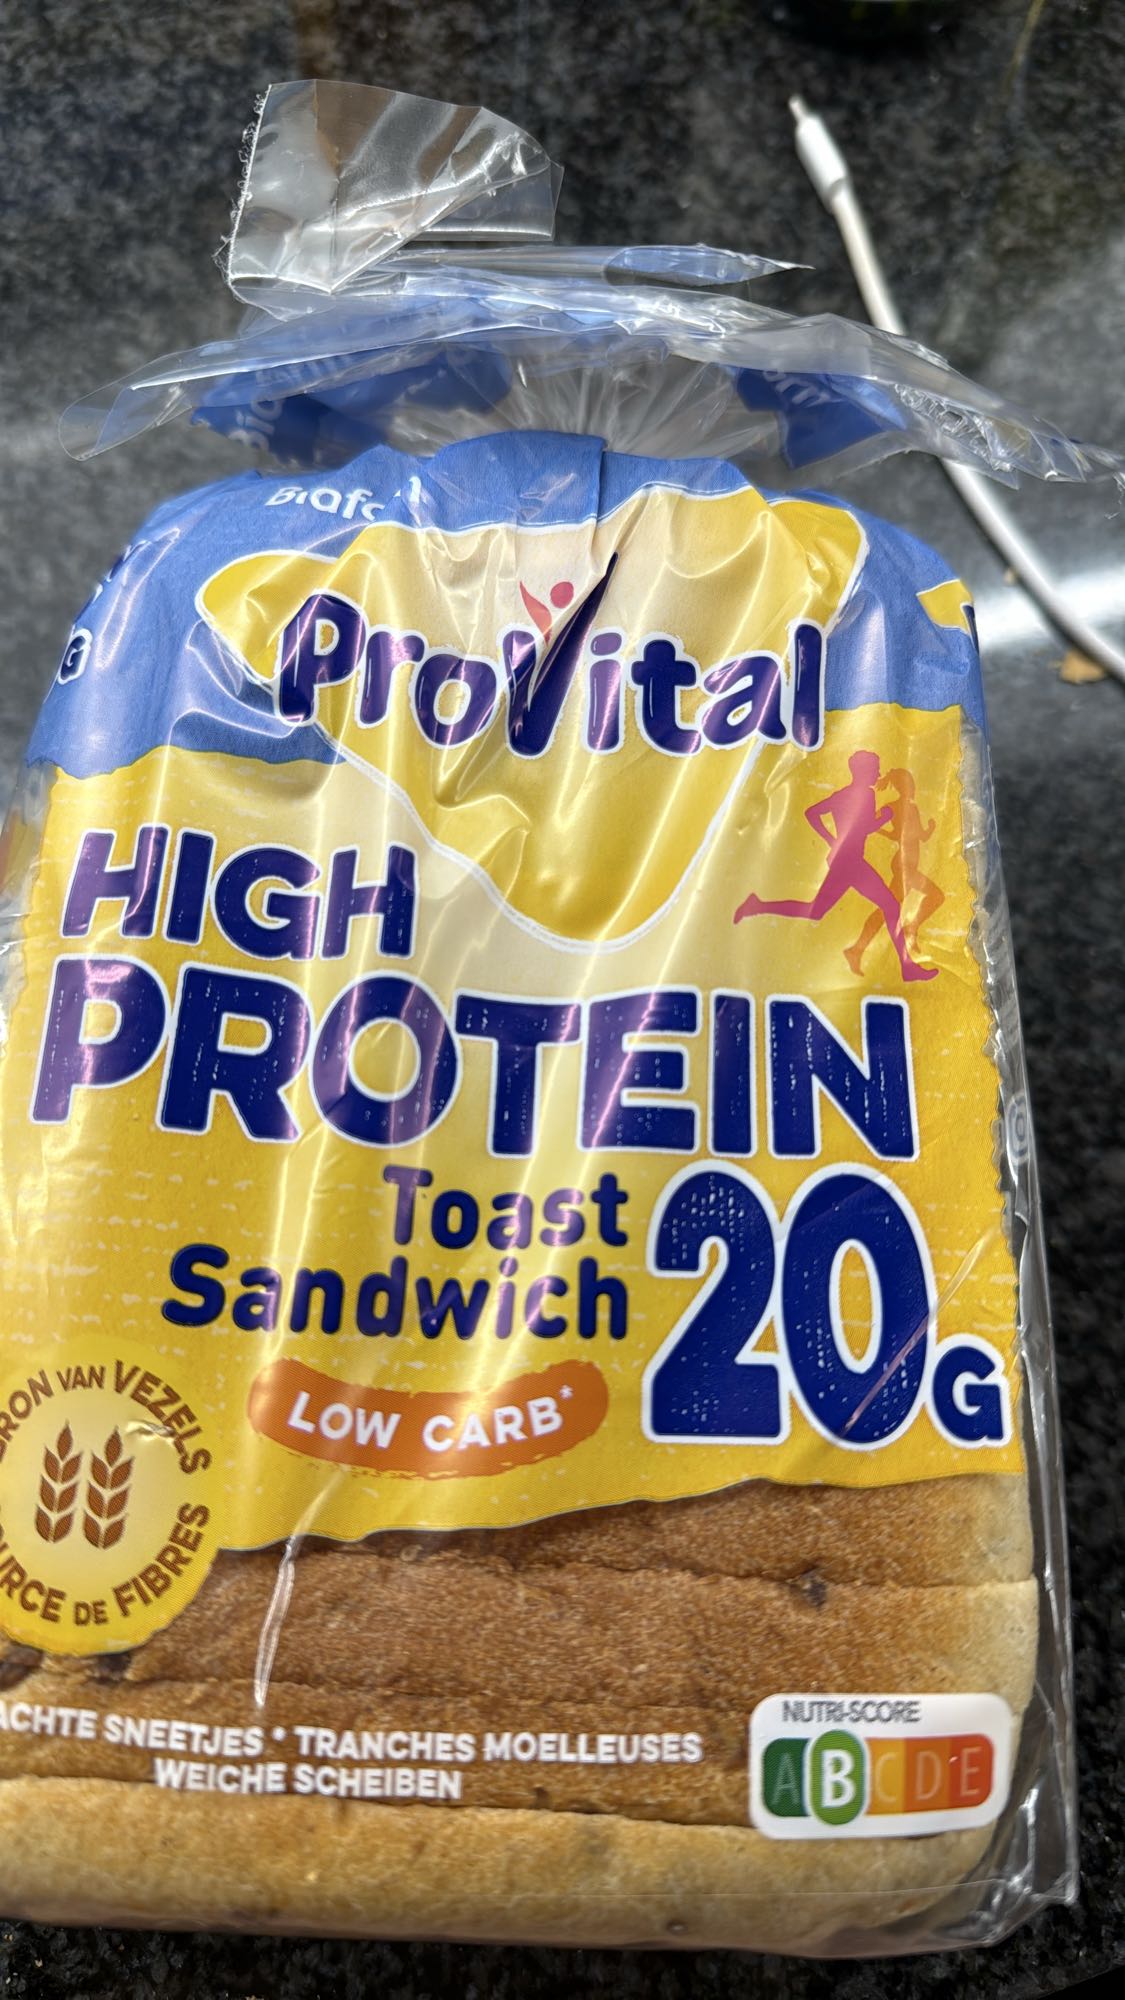 ProVital
HIGH
PROTEIN
Toast
Sandwich
20G
LOW CARB*
VAN VEZELS
DE FIBRES
SNEETJES * TRANCHES MOELLEUSES
WEICHE SCHEIBEN
NUTRI-SCORE
A B C D E